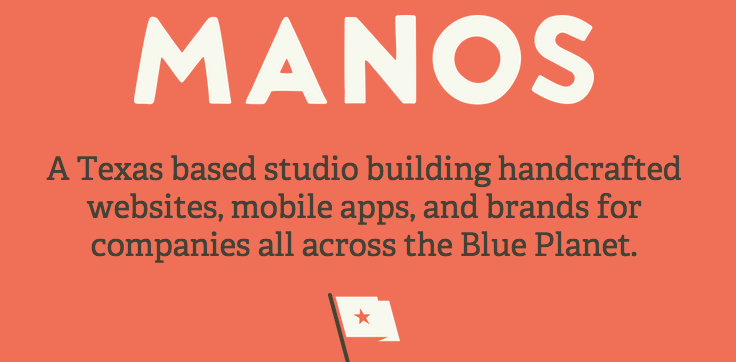 MANOS
A Texas based studio building handcrafted
websites, mobile apps, and brands for
companies all across the Blue Planet.